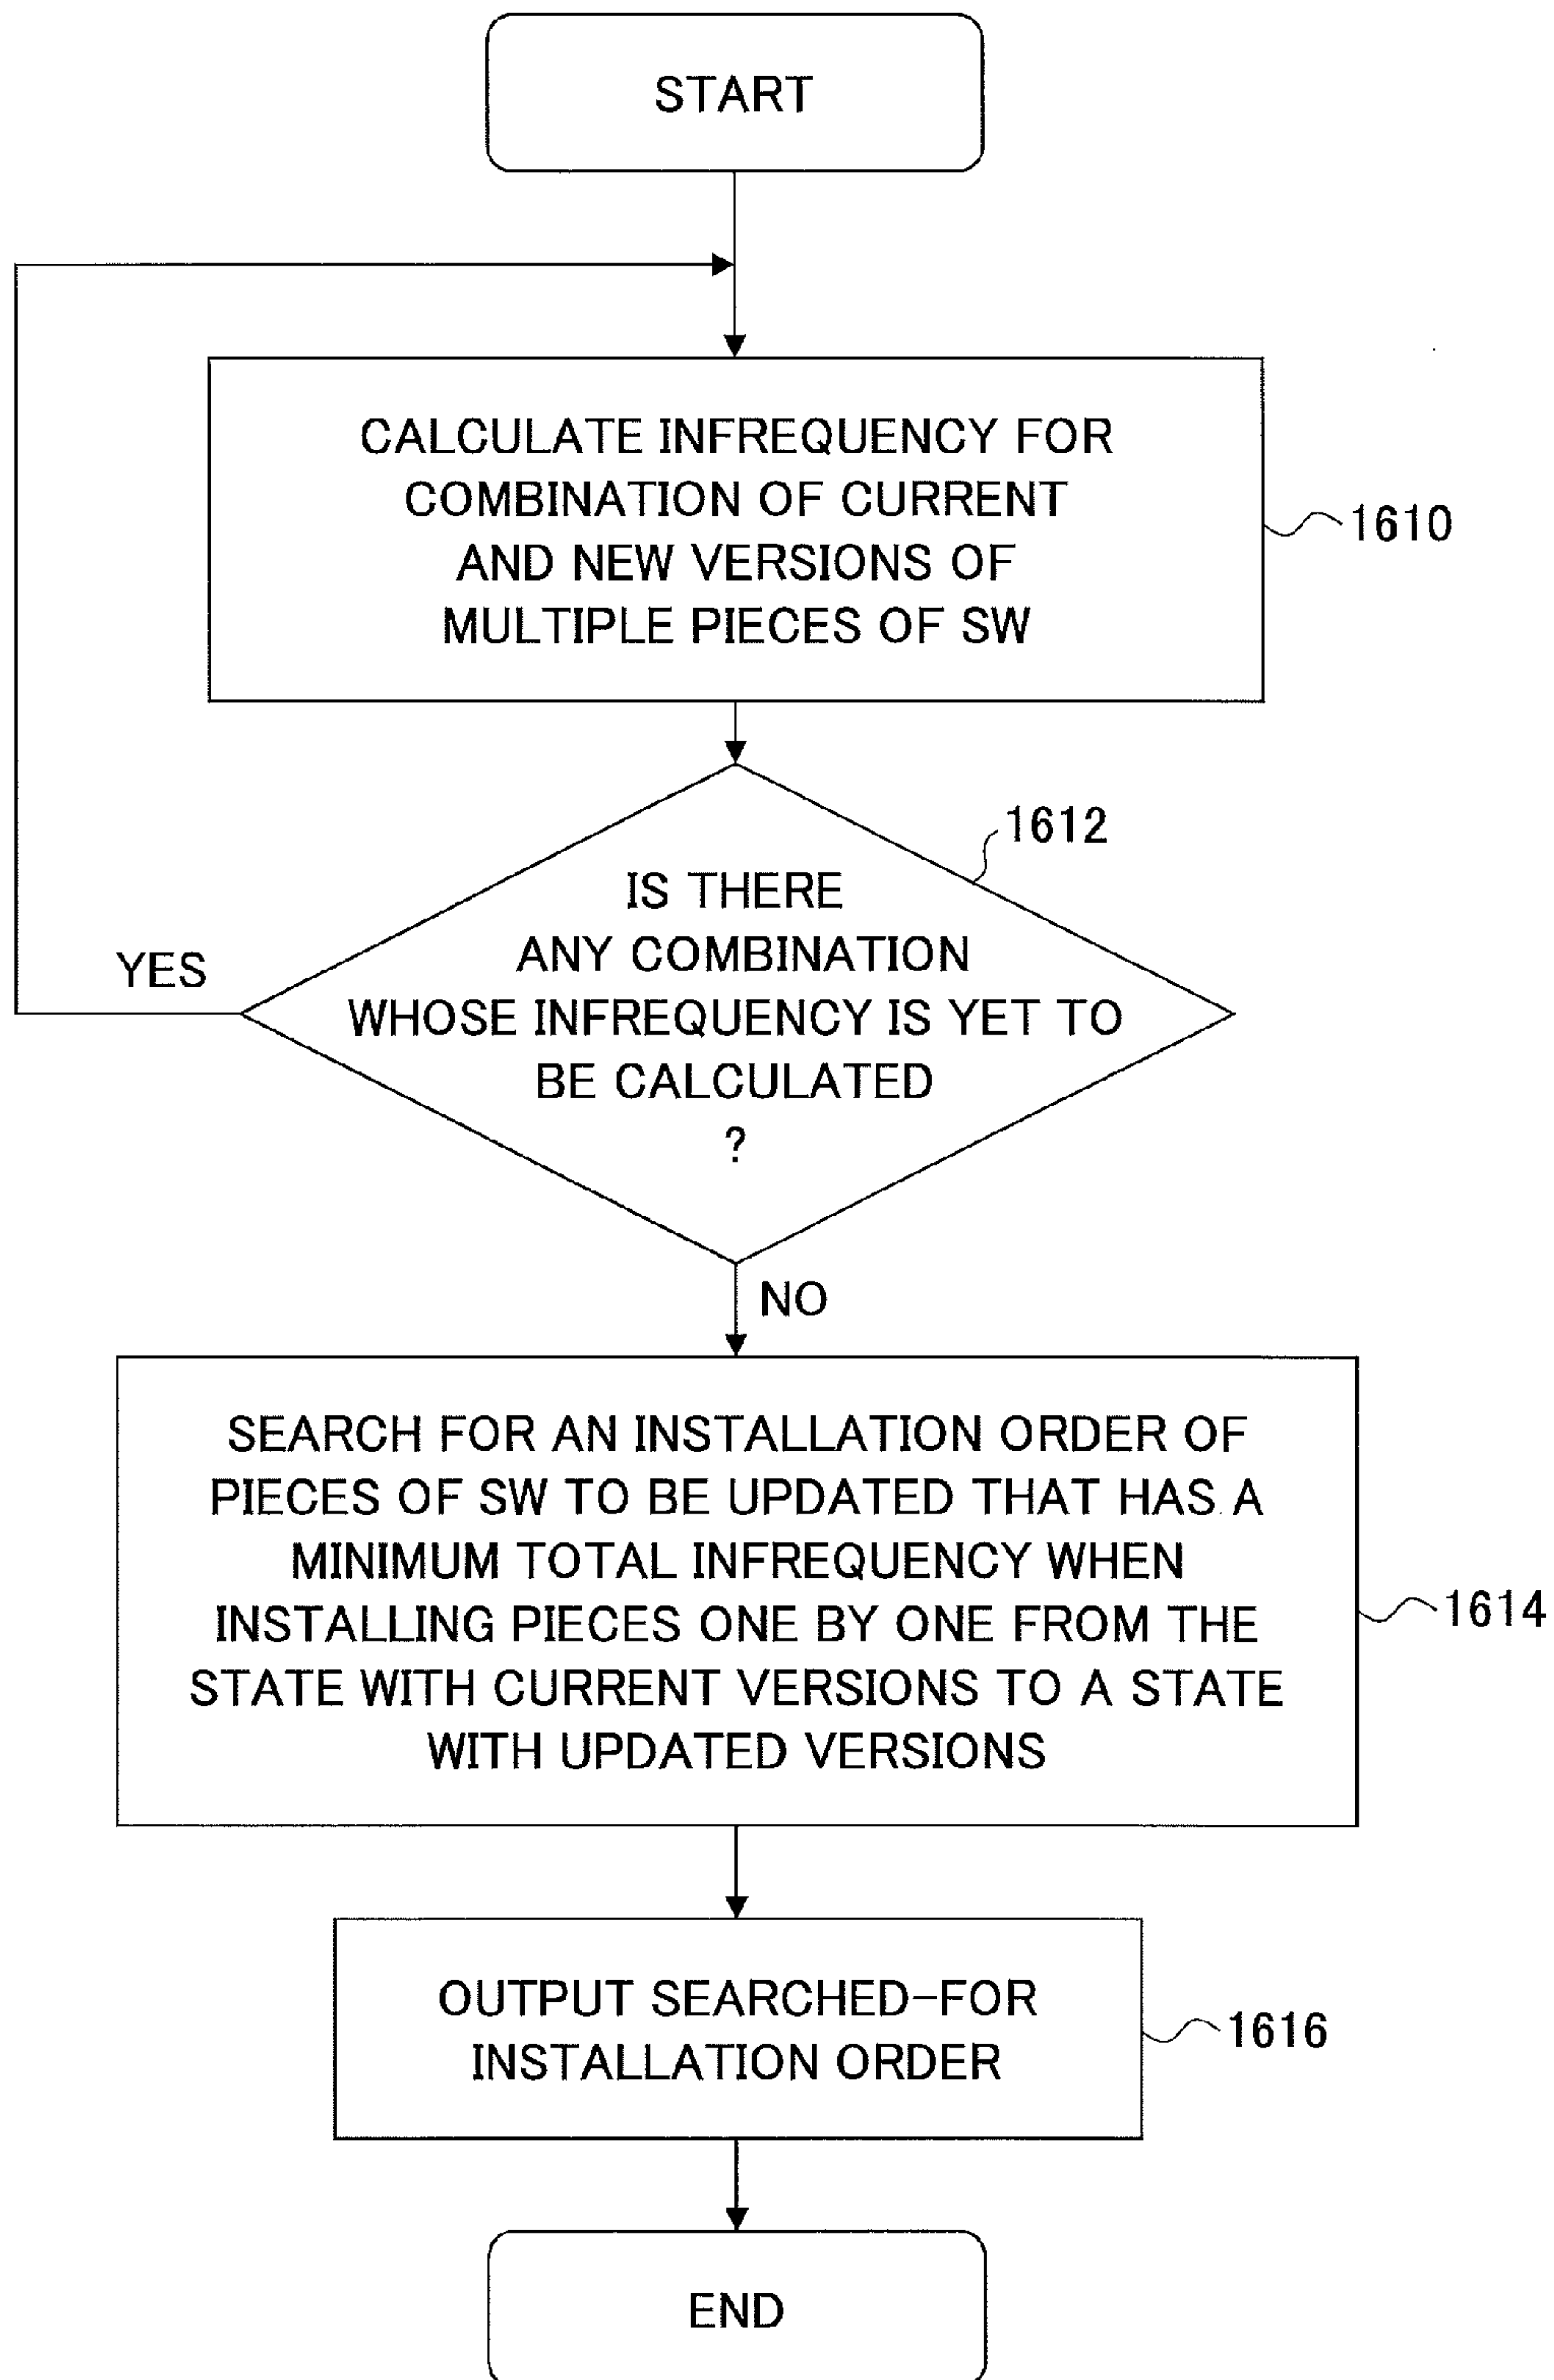 START
CALCULATE INFREQUENCY FOR
COMBINATION OF CURRENT
AND NEW VERSIONS OF
MULTIPLE PIECES OF SW
1610
1612
IS THERE
ANY COMBINATION
WHOSE INFREQUENCY IS YET TO
BE CALCULATED
?
YES
NO
SEARCH FOR AN INSTALLATION ORDER OF
PIECES OF SW TO BE UPDATED THAT HAS A
MINIMUM TOTAL INFREQUENCY WHEN
INSTALLING PIECES ONE BY ONE FROM THE
STATE WITH CURRENT VERSIONS TO A STATE
WITH UPDATED VERSIONS
1614
OUTPUT SEARCHED-FOR
INSTALLATION ORDER
1616
END